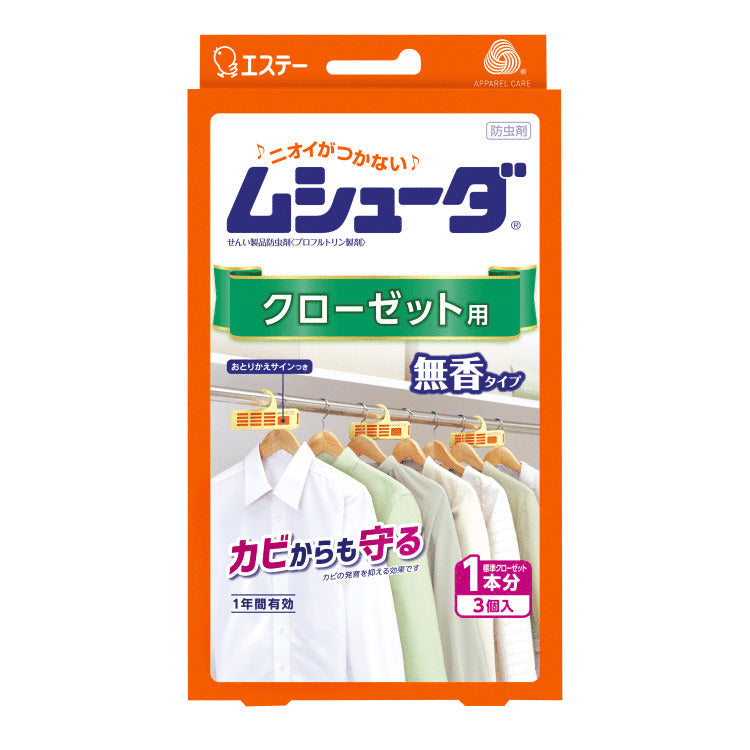 エステー
APPAREL CARE
防虫剤
♪ニオイがつかない♪
ムシューダ®
せんい製品防虫剤〈プロフルトリン製剤〉
クローゼット用
無香タイプ
おとりかえサインつき
カビからも守る
カビの発育を抑える効果です
1年間有効
標準クローゼット
1本分
3個入